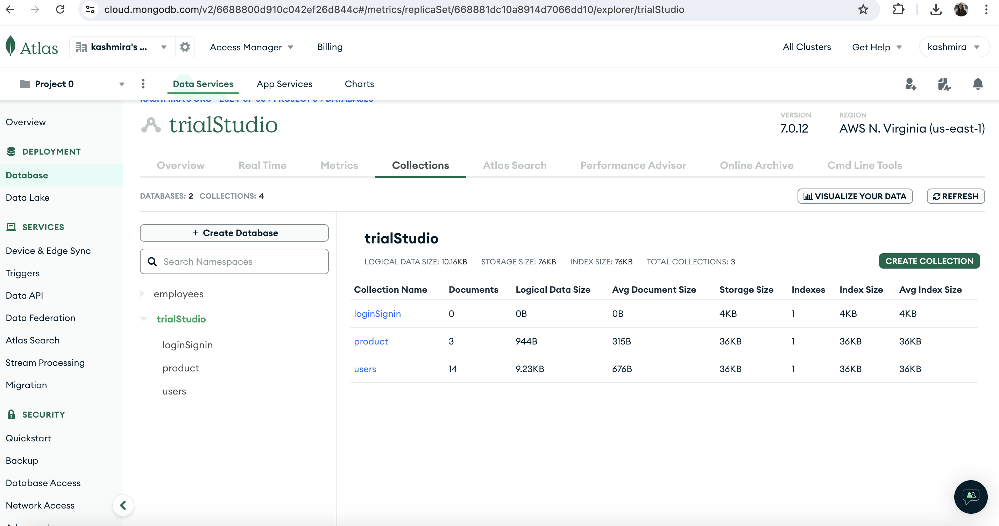 cloud.mongodb.com/v2/6688800d910c042ef26d844c#/metrics/replicaSet/668881dc10a8914d7066dd10/explorer/trialStudio
Atlas kashmira's ... Access Manager Billing All Clusters Get Help kashmira
Project 0 Data Services App Services Charts
KASHMIRA'S ORG - 2024-07-05 > PROJECT 0 > DATABASES
Overview
DEPLOYMENT
Database
Data Lake
SERVICES
Device & Edge Sync
Triggers
Data API
Data Federation
Atlas Search
Stream Processing
Migration
SECURITY
Quickstart
Backup
Database Access
Network Access
trialStudio
VERSION
7.0.12
REGION
AWS N. Virginia (us-east-1)
Overview Real Time Metrics Collections Atlas Search Performance Advisor Online Archive Cmd Line Tools
DATABASES: 2 COLLECTIONS: 4
VISUALIZE YOUR DATA REFRESH
+ Create Database
Search Namespaces
employees
trialStudio
loginSignin
product
users
trialStudio
LOGICAL DATA SIZE: 10.16KB STORAGE SIZE: 76KB INDEX SIZE: 76KB TOTAL COLLECTIONS: 3
CREATE COLLECTION
Collection Name Documents Logical Data Size Avg Document Size Storage Size Indexes Index Size Avg Index Size
loginSignin 0 0B 0B 4KB 1 4KB 4KB
product 3 944B 315B 36KB 1 36KB 36KB
users 14 9.23KB 676B 36KB 1 36KB 36KB